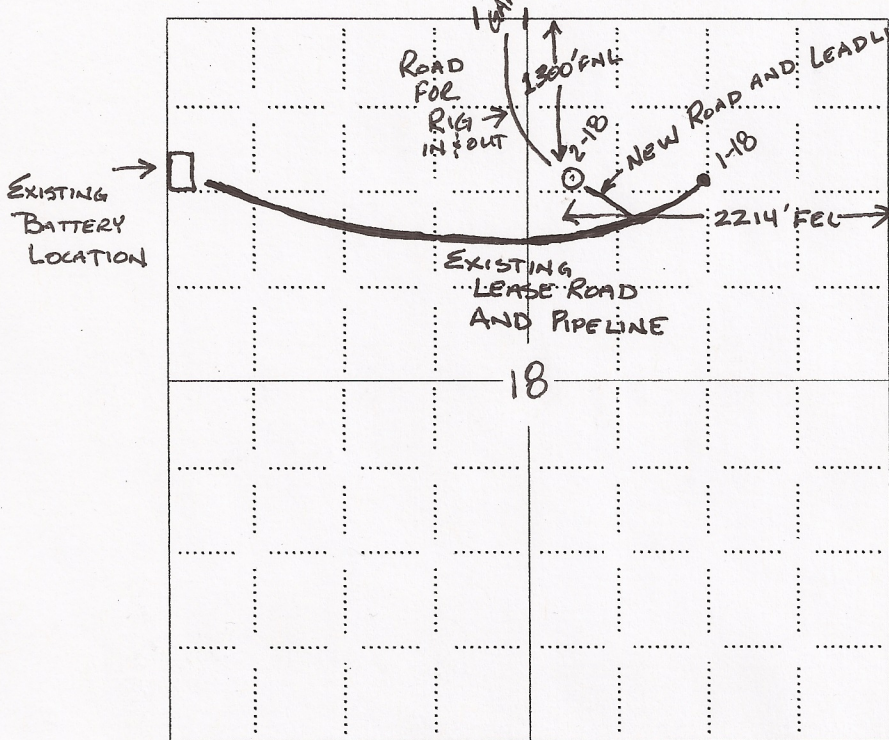 ROAD
FOR
RIG
IN & OUT
1300' FNL
2-18
NEW ROAD AND
1-18
2214' FEL
EXISTING
BATTERY
LOCATION
EXISTING
LEASE ROAD
AND PIPELINE
18